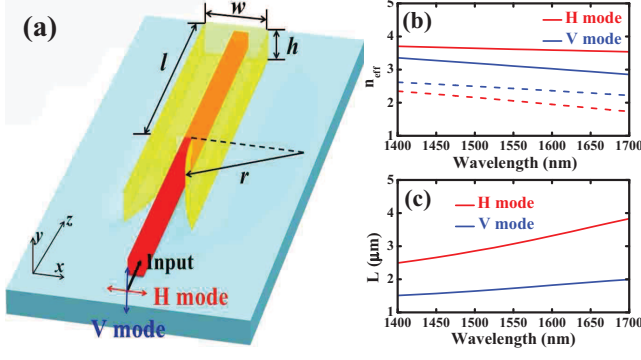 (a)
w
h
l
r
y
z
x
Input
H mode
V mode
(b)
H mode
V mode
n_eff
5
4
3
2
1
1400 1450 1500 1550 1600 1650 1700
Wavelength (nm)
(c)
H mode
V mode
L (μm)
5
4
3
2
1
0
1400 1450 1500 1550 1600 1650 1700
Wavelength (nm)